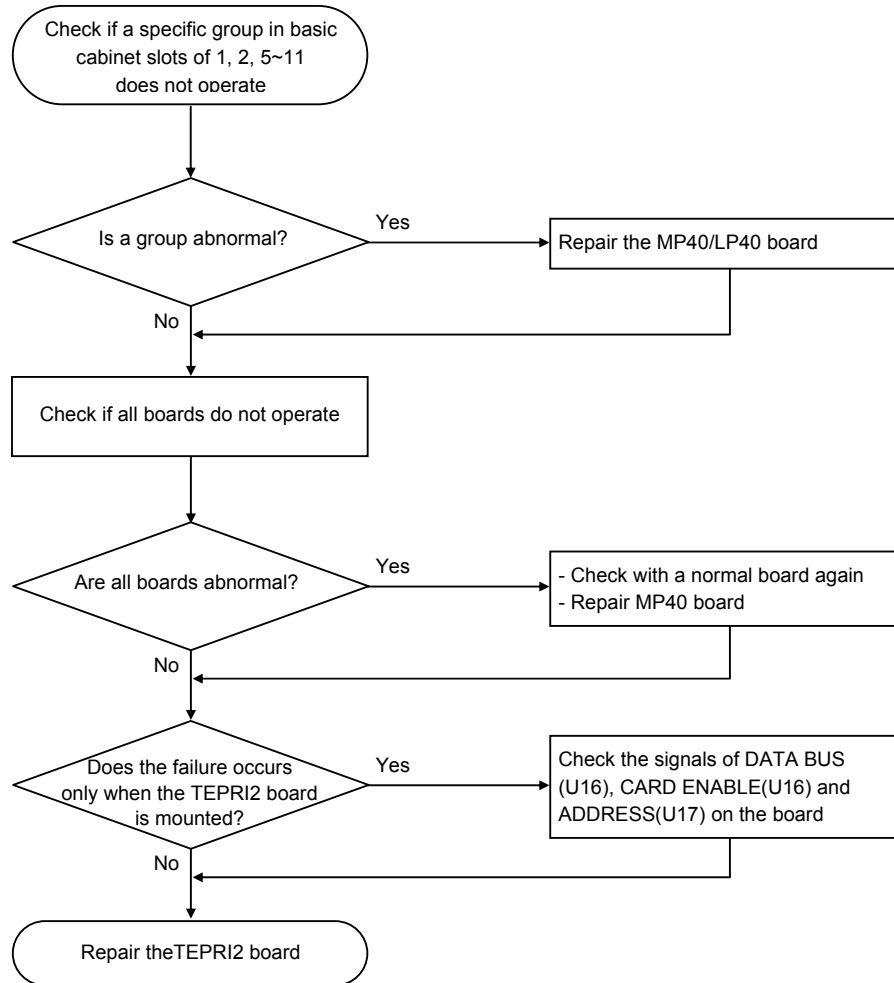 Check if a specific group in basic
cabinet slots of 1, 2, 5~11
does not operate
Is a group abnormal?
Yes
Repair the MP40/LP40 board
No
Check if all boards do not operate
Are all boards abnormal?
Yes
- Check with a normal board again
- Repair MP40 board
No
Does the failure occurs
only when the TEPRI2 board
is mounted?
Yes
Check the signals of DATA BUS
(U16), CARD ENABLE(U16) and
ADDRESS(U17) on the board
No
Repair theTEPRI2 board